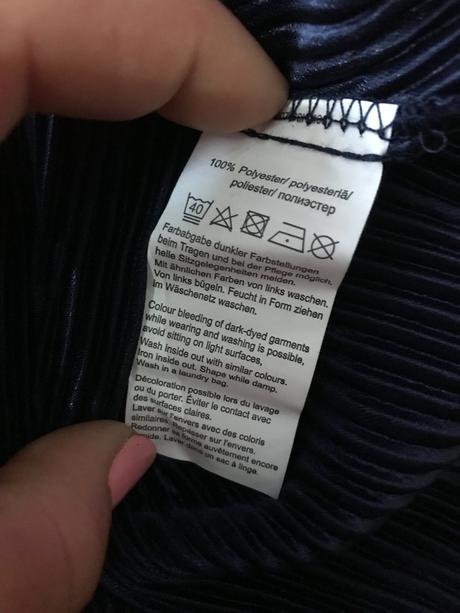 100% Polyester/ polyesteriä/
poliester/ полиэстер
40
Farbabgabe dunkler Farbstellungen
beim Tragen und bei der Pflege möglich,
helle Sitzgelegenheiten meiden.
Mit ähnlichen Farben von links waschen.
Von links bügeln. Feucht in Form ziehen
im Wäschenetz waschen.
Colour bleeding of dark-dyed garments
while wearing and washing is possible,
avoid sitting on light surfaces,
Wash inside out with similar colours.
Iron inside out. Shape while damp.
Wash in a laundry bag.
Décoloration possible lors du lavage
ou du porter. Éviter le contact avec
des surfaces claires.
Laver sur l'envers avec des coloris
similaires. Repasser sur l'envers.
Redonner sa forme auvêtement encore
humide. Laver dans un sac à linge.